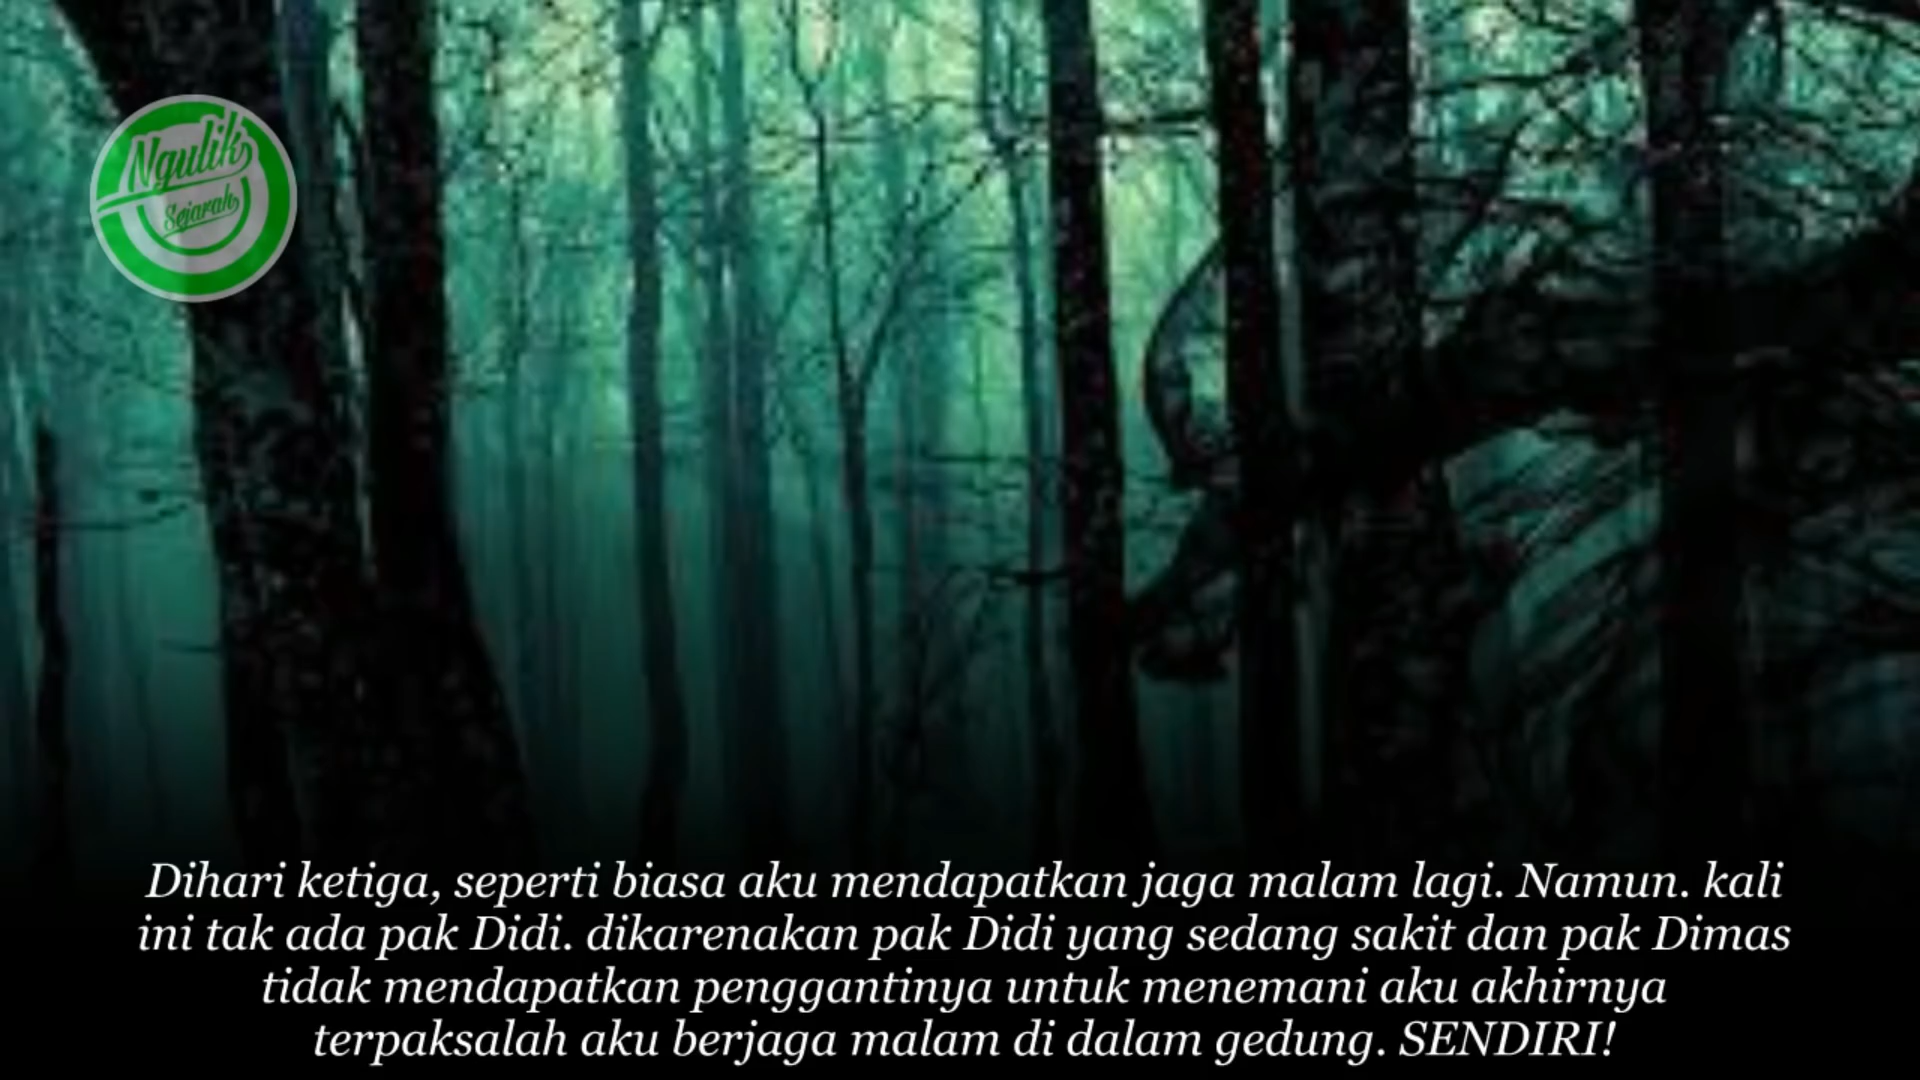 Ngulik
Sejarah
Dihari ketiga, seperti biasa aku mendapatkan jaga malam lagi. Namun. kali
ini tak ada pak Didi. dikarenakan pak Didi yang sedang sakit dan pak Dimas
tidak mendapatkan penggantinya untuk menemani aku akhirnya
terpaksalah aku berjaga malam di dalam gedung. SENDIRI!